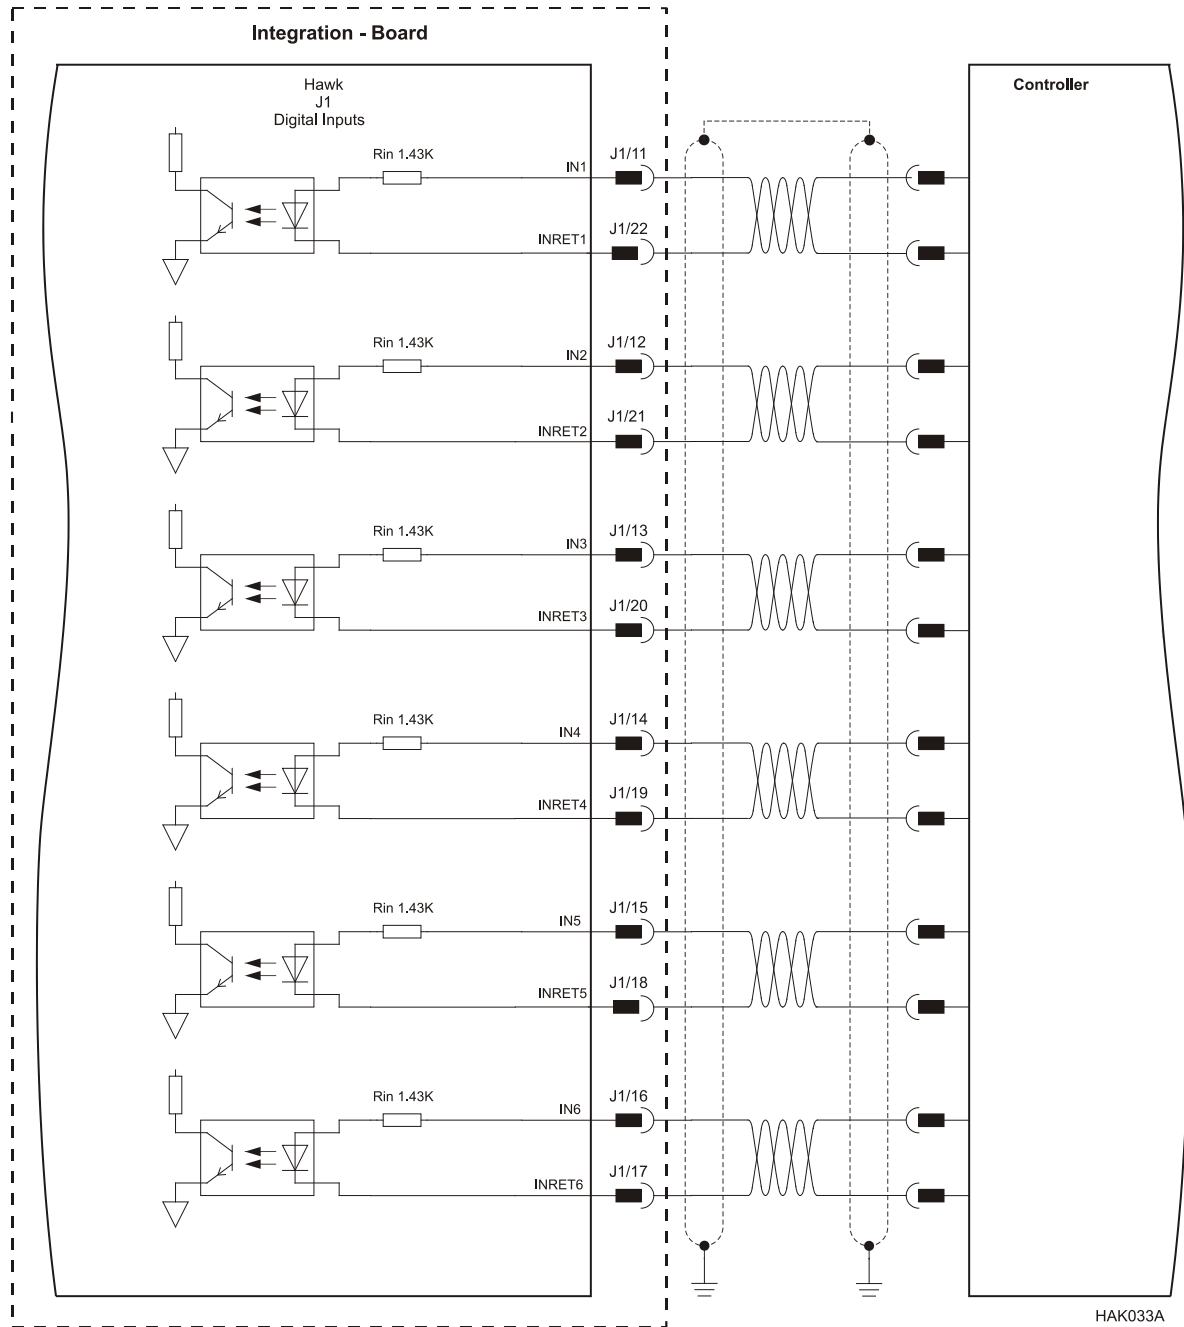 Integration - Board
Hawk
J1
Digital Inputs
Controller
Rin 1.43K
IN1
J1/11
INRET1
J1/22
Rin 1.43K
IN2
J1/12
INRET2
J1/21
Rin 1.43K
IN3
J1/13
INRET3
J1/20
Rin 1.43K
IN4
J1/14
INRET4
J1/19
Rin 1.43K
IN5
J1/15
INRET5
J1/18
Rin 1.43K
IN6
J1/16
INRET6
J1/17
HAK033A